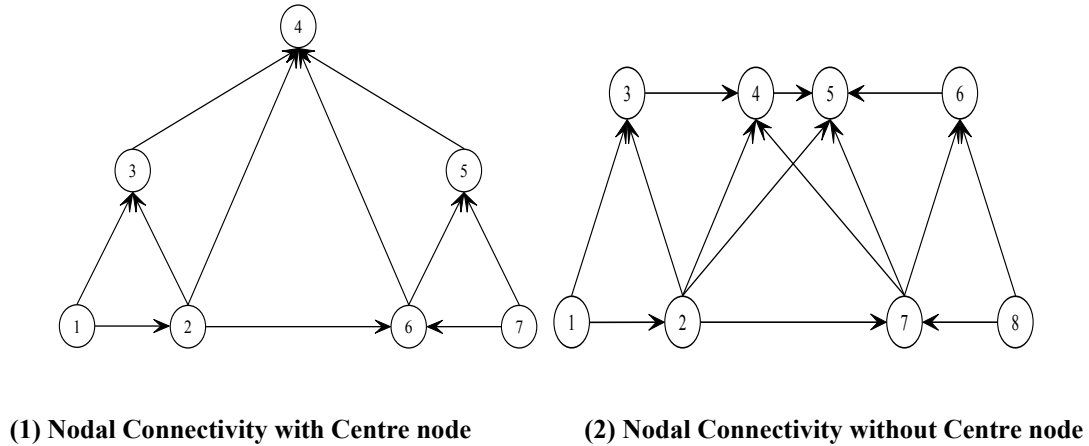 4
3 4 5 6
3 5
1 2 6 7
1 2 7 8
(1) Nodal Connectivity with Centre node
(2) Nodal Connectivity without Centre node